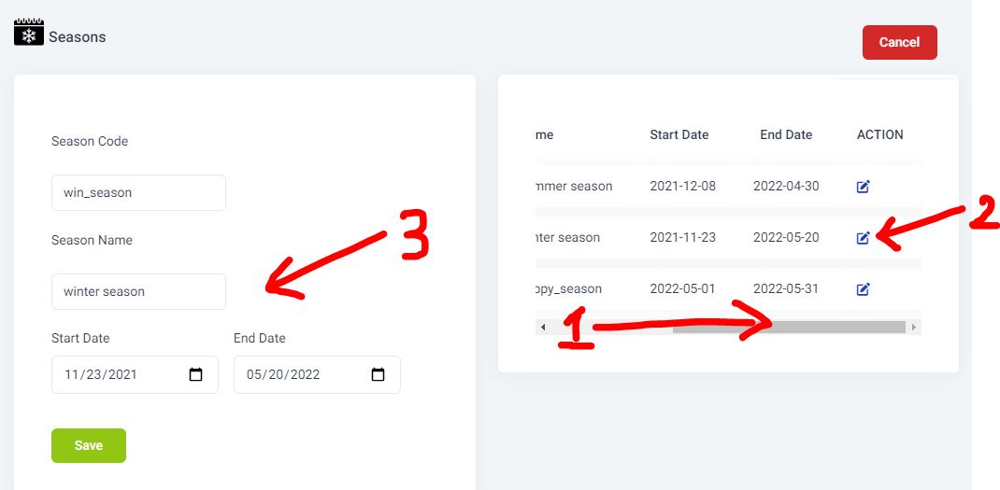 Seasons
Cancel
Season Code
win_season
Season Name
winter season
Start Date End Date
11/23/2021 05/20/2022
Save
3
me Start Date End Date ACTION
mmer season 2021-12-08 2022-04-30
nter season 2021-11-23 2022-05-20
2
ppy_season 2022-05-01 2022-05-31
1